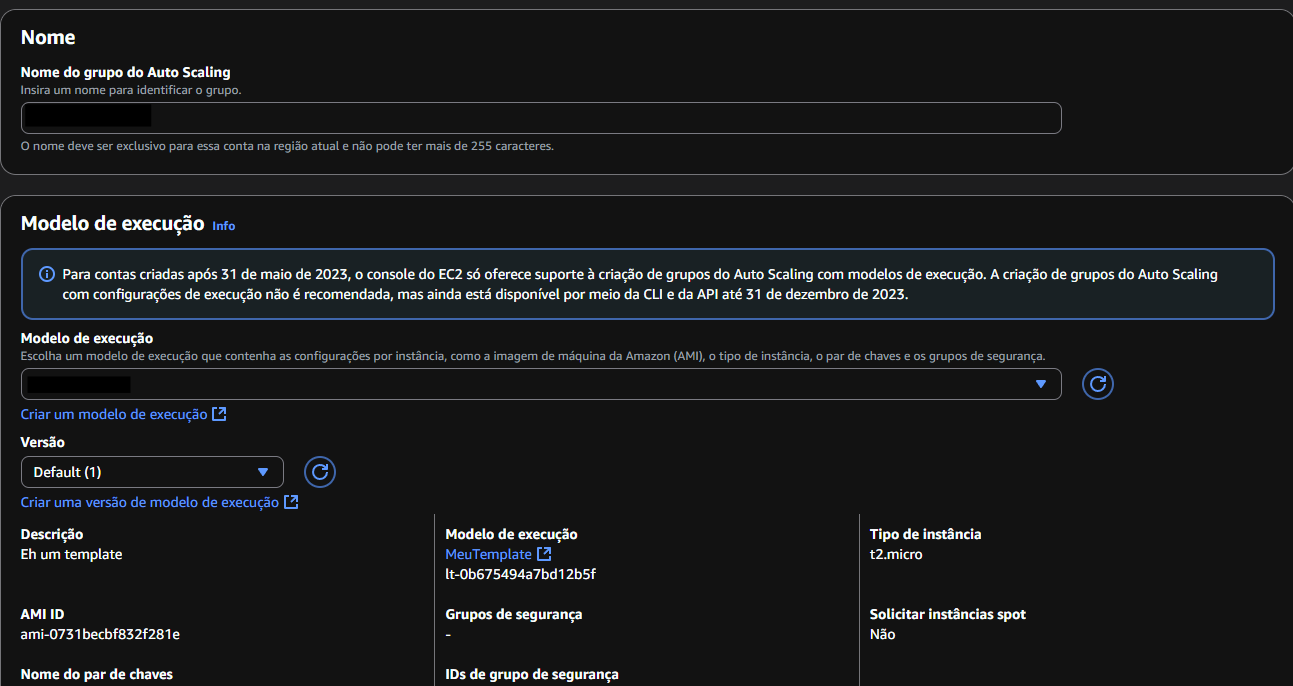 Nome
Nome do grupo do Auto Scaling
Insira um nome para identificar o grupo.
O nome deve ser exclusivo para essa conta na região atual e não pode ter mais de 255 caracteres.
Modelo de execução Info
Para contas criadas após 31 de maio de 2023, o console do EC2 só oferece suporte à criação de grupos do Auto Scaling com modelos de execução. A criação de grupos do Auto Scaling
com configurações de execução não é recomendada, mas ainda está disponível por meio da CLI e da API até 31 de dezembro de 2023.
Modelo de execução
Escolha um modelo de execução que contenha as configurações por instância, como a imagem de máquina da Amazon (AMI), o tipo de instância, o par de chaves e os grupos de segurança.
Criar um modelo de execução
Versão
Default (1)
Criar uma versão de modelo de execução
Descrição
Eh um template
Modelo de execução
MeuTemplate
lt-0b675494a7bd12b5f
Tipo de instância
t2.micro
AMI ID
ami-0731becbf832f281e
Grupos de segurança
-
Solicitar instâncias spot
Não
Nome do par de chaves
IDs de grupo de segurança